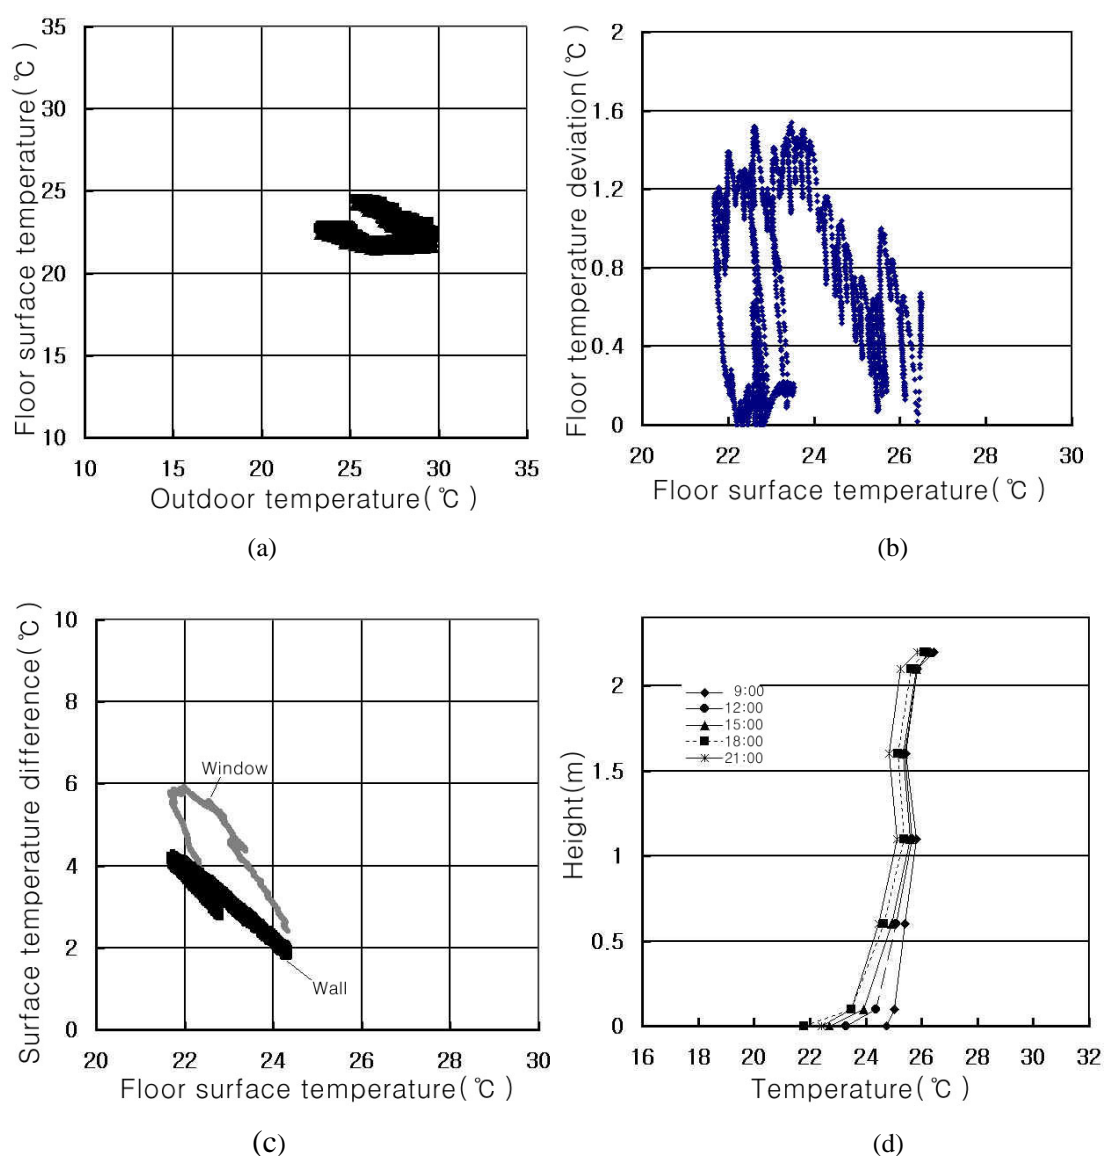 Floor surface temperature(℃)
35
30
25
20
15
10
10 15 20 25 30 35
Outdoor temperature(℃ )
(a)
Floor temperature deviation(℃)
2
1.6
1.2
0.8
0.4
0
20 22 24 26 28 30
Floor surface temperature(℃ )
(b)
Surface temperature difference(℃)
10
8
6
4
2
0
Window
Wall
20 22 24 26 28 30
Floor surface temperature(℃ )
(c)
Height(m)
2
1.5
1
0.5
0
9:00
12:00
15:00
18:00
21:00
16 18 20 22 24 26 28 30 32
Temperature(℃ )
(d)